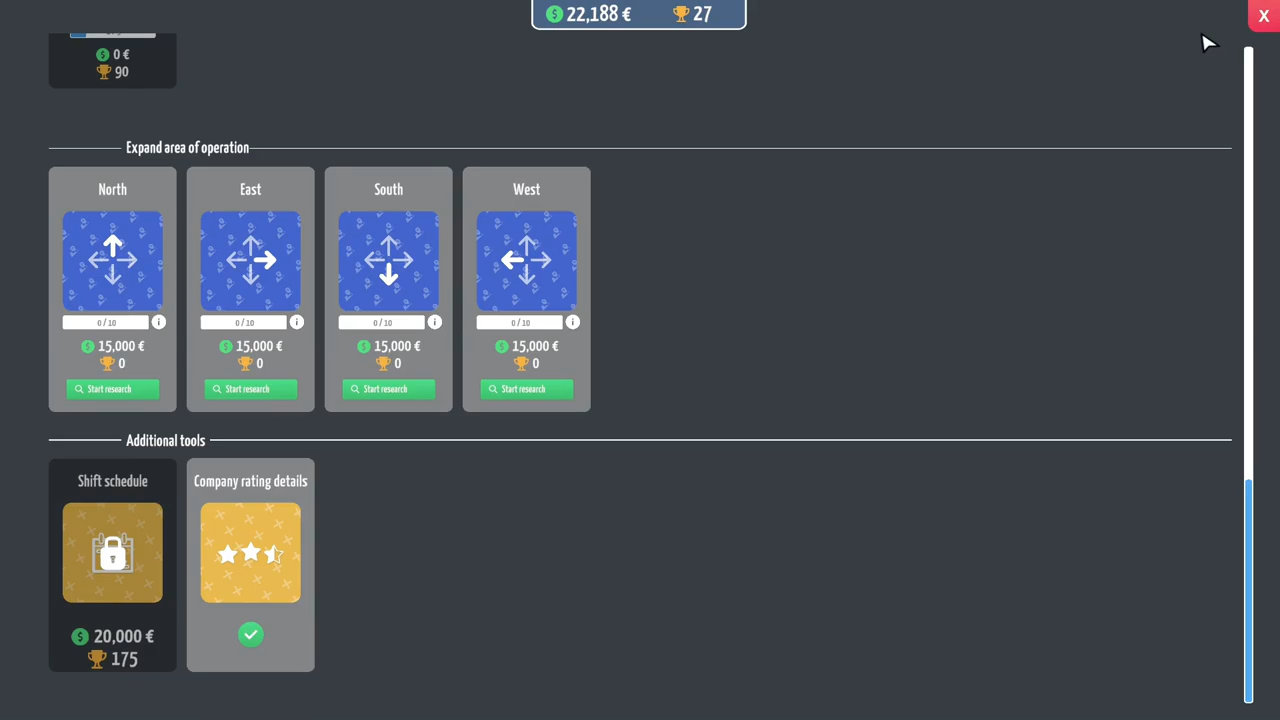 22,188 €
27
X
0 €
90
Expand area of operation
North
East
South
West
0 / 10
0 / 10
0 / 10
0 / 10
15,000 €
15,000 €
15,000 €
15,000 €
0
0
0
0
Start research
Start research
Start research
Start research
Additional tools
Shift schedule
Company rating details
20,000 €
175